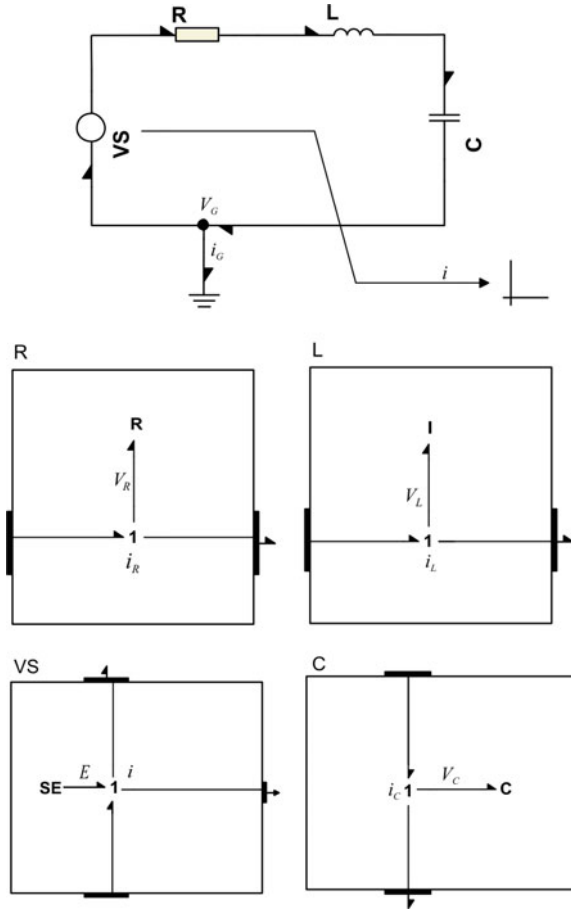 R L
VS C
V_G
i_G i
R L
R I
V_R V_L
1 1
i_R i_L
VS C
E i
SE 1
V_C
i_C 1 C